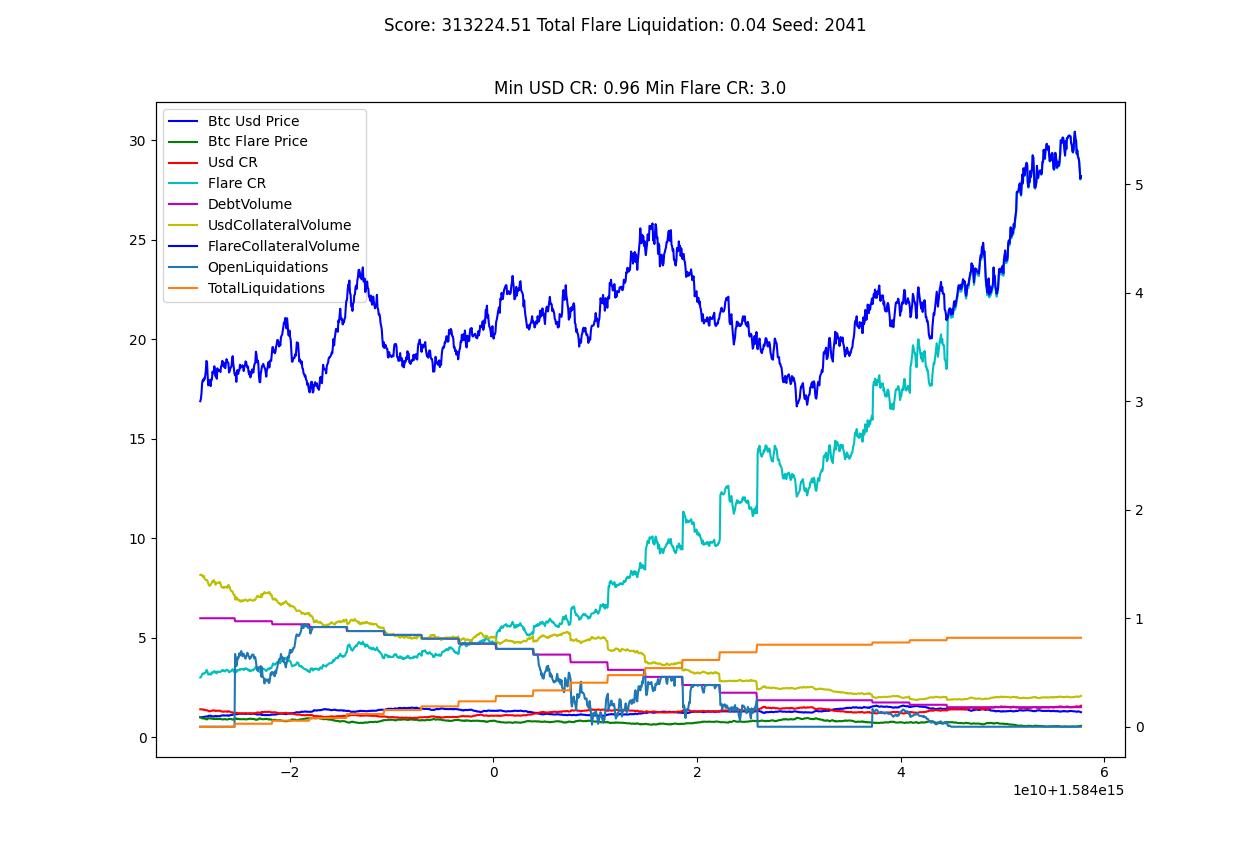 Score: 313224.51 Total Flare Liquidation: 0.04 Seed: 2041
Min USD CR: 0.96 Min Flare CR: 3.0
Btc Usd Price
Btc Flare Price
Usd CR
Flare CR
DebtVolume
UsdCollateralVolume
FlareCollateralVolume
OpenLiquidations
TotalLiquidations
30
25
20
15
10
5
0
5
4
3
2
1
0
−2 0 2 4 6
1e10+1.584e15